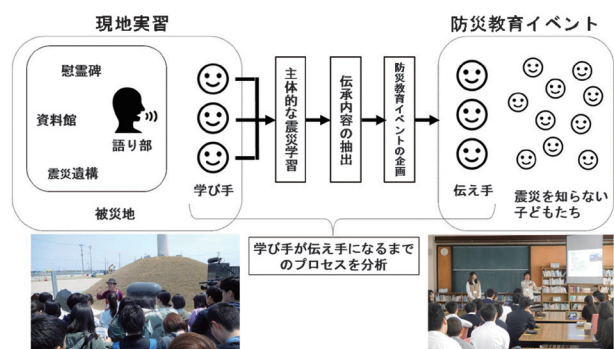 現地実習
防災教育イベント
慰霊碑
資料館
語り部
震災遺構
被災地
学び手
主体的な震災学習
伝承内容の抽出
防災教育イベントの企画
伝え手
震災を知らない
子どもたち
学び手が伝え手になるまで
のプロセスを分析